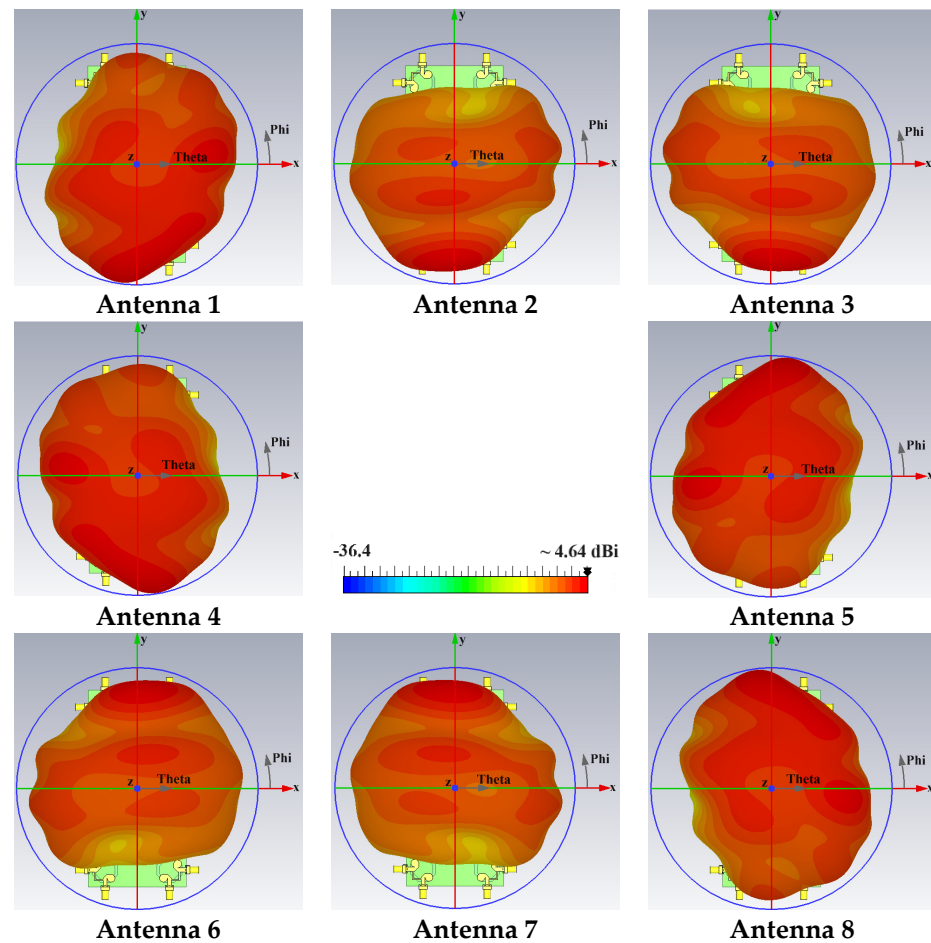 y
Phi
z
Theta
x
y
Phi
z
Theta
x
y
Phi
z
Theta
x
Antenna 1
Antenna 2
Antenna 3
y
Phi
z
Theta
x
y
Phi
z
Theta
x
-36.4 ~ 4.64 dBi
Antenna 4
Antenna 5
y
Phi
z
Theta
x
y
Phi
z
Theta
x
y
Phi
z
Theta
x
Antenna 6
Antenna 7
Antenna 8